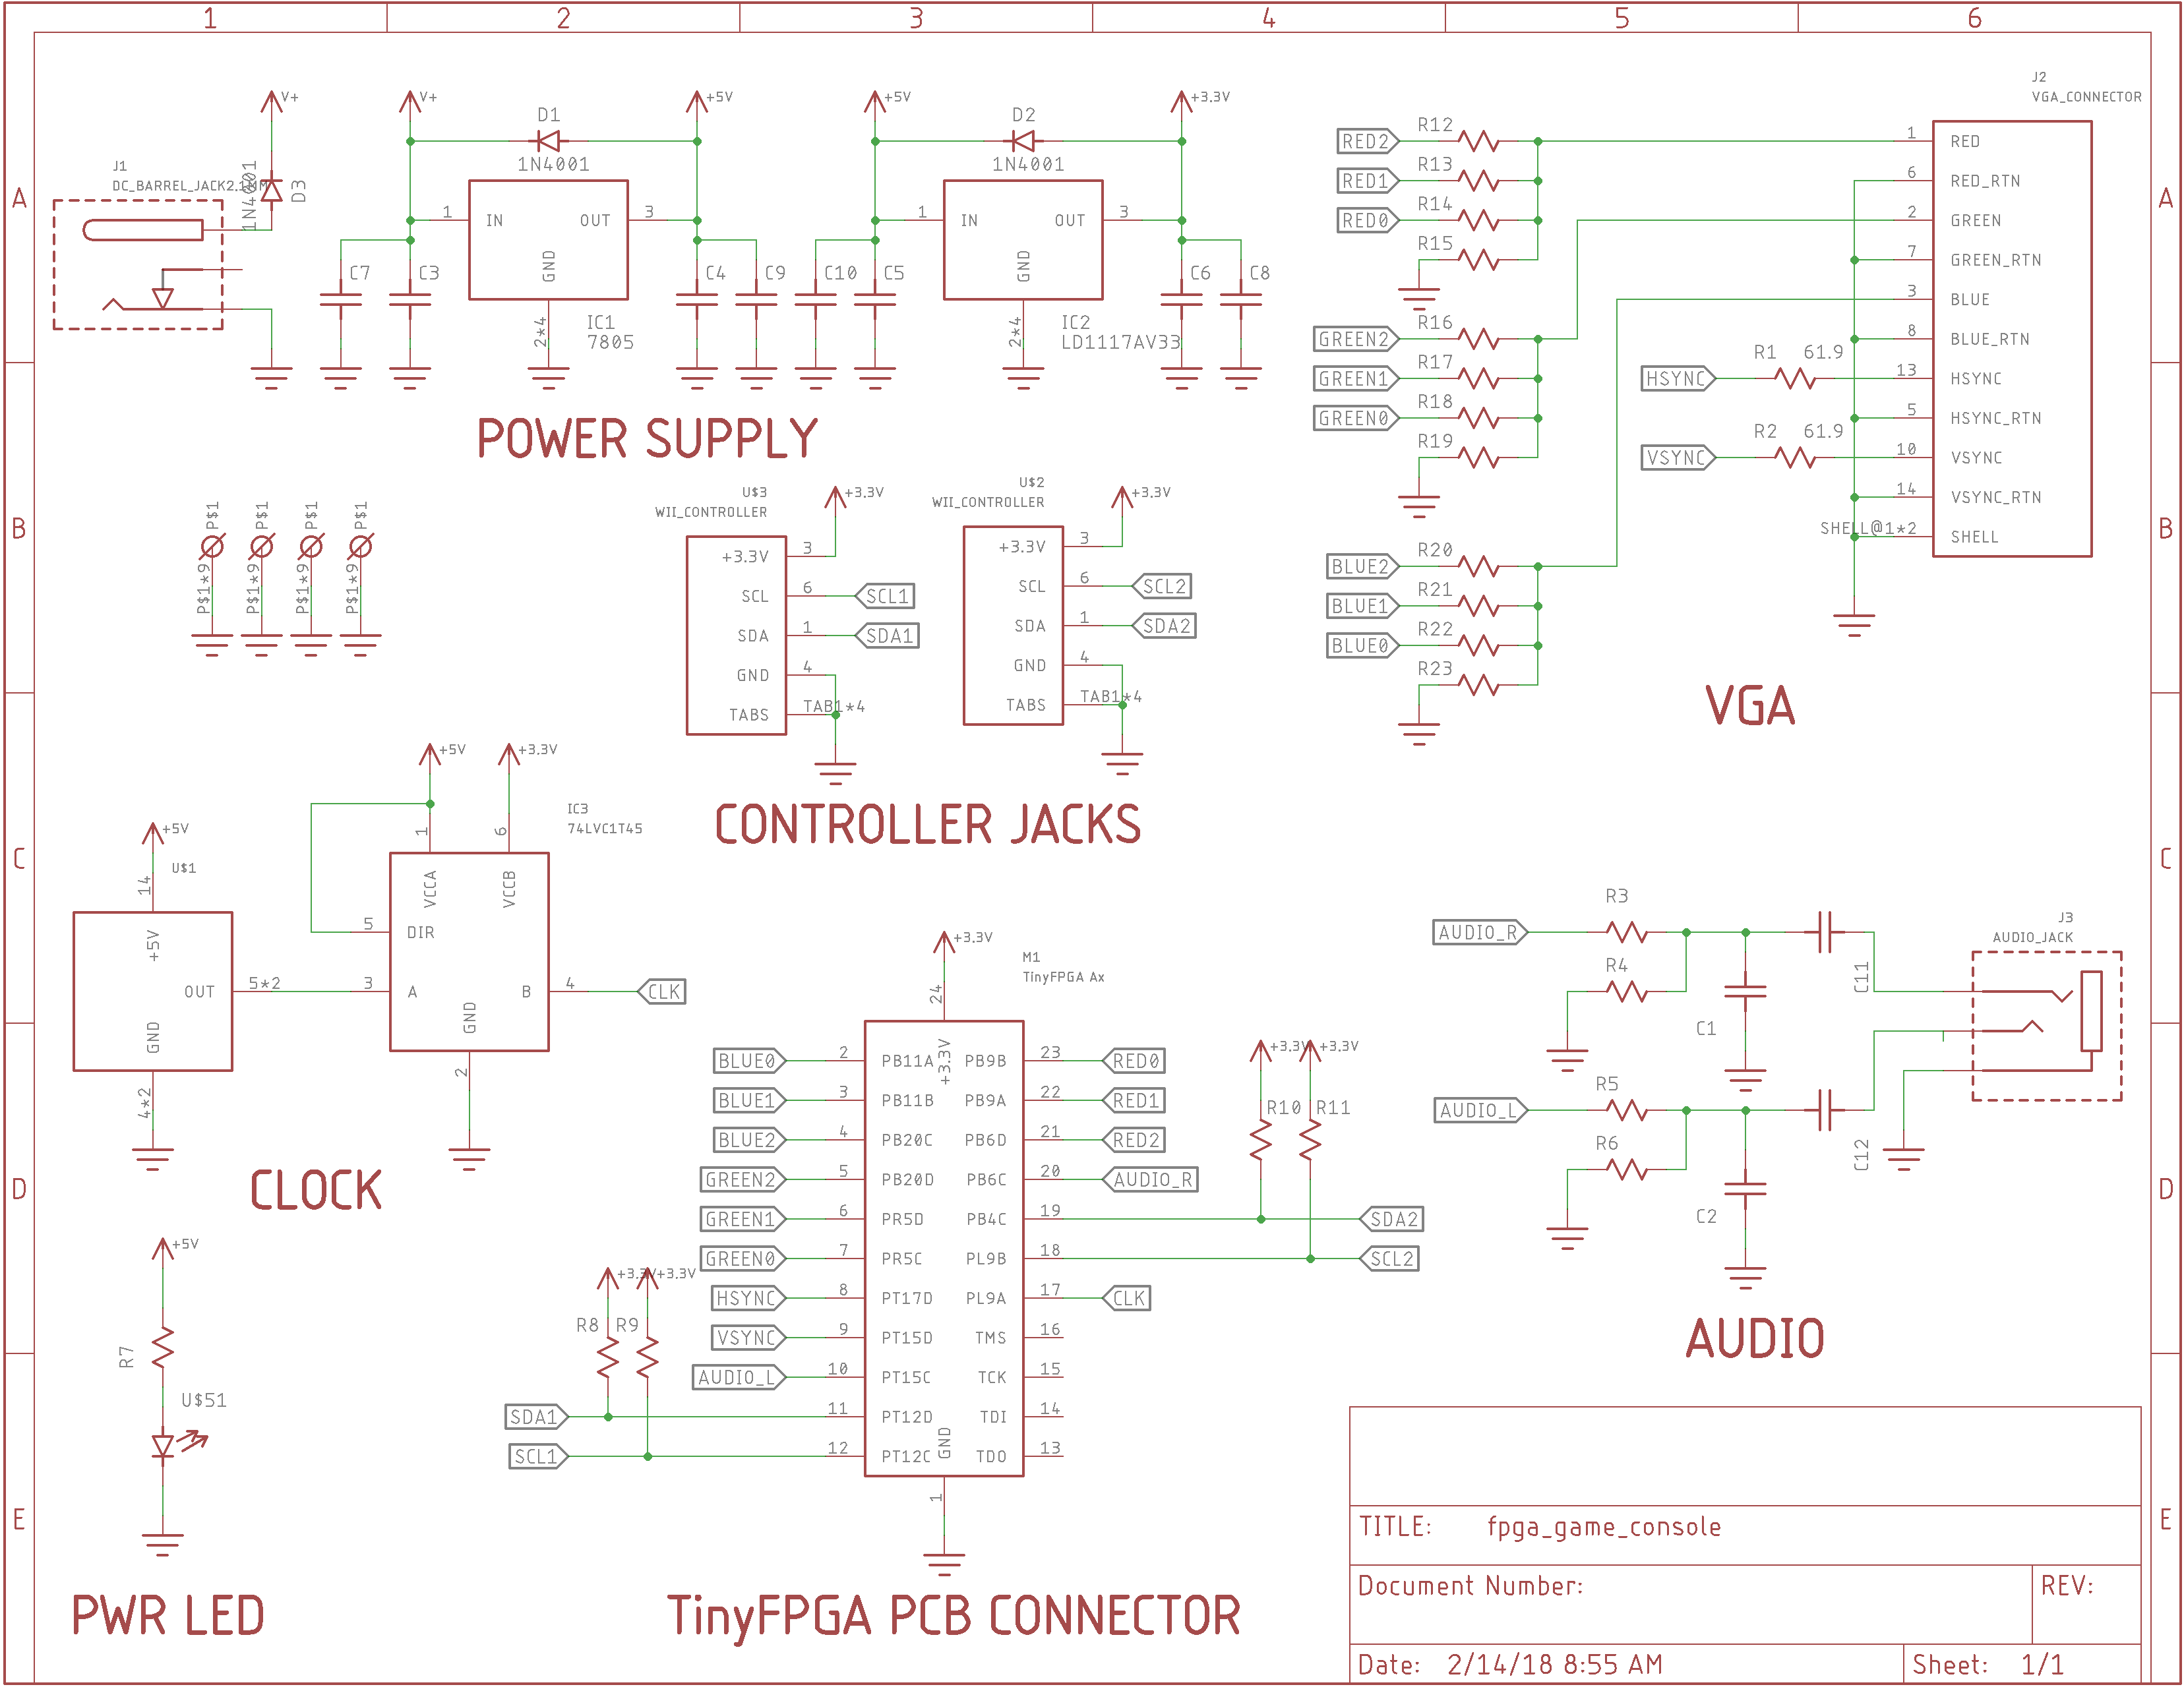 1 2 3 4 5 6
A A
B B
C C
D D
E E
V+
J1
DC_BARREL_JACK2.1MM
1N4001
D3
V+
D1
1N4001
+5V
1
IN
OUT
3
GND
2*4
IC1
7805
C7
C3
C4
C9
+5V
D2
1N4001
+3.3V
1
IN
OUT
3
GND
2*4
IC2
LD1117AV33
C10
C5
C6
C8
POWER SUPPLY
P$1
P$1
P$1
P$1
P$1*9
P$1*9
P$1*9
P$1*9
U$3
WII_CONTROLLER
+3.3V
+3.3V 3
SCL 6 SCL1
SDA 1 SDA1
GND 4
TABS TAB1*4
U$2
WII_CONTROLLER
+3.3V
+3.3V 3
SCL 6 SCL2
SDA 1 SDA2
GND 4
TABS TAB1*4
CONTROLLER JACKS
RED2 R12
RED1 R13
RED0 R14
R15
GREEN2 R16
GREEN1 R17
GREEN0 R18
R19
BLUE2 R20
BLUE1 R21
BLUE0 R22
R23
HSYNC R1 61.9
VSYNC R2 61.9
J2
VGA_CONNECTOR
1 RED
6 RED_RTN
2 GREEN
7 GREEN_RTN
3 BLUE
8 BLUE_RTN
13 HSYNC
5 HSYNC_RTN
10 VSYNC
14 VSYNC_RTN
SHELL@1*2 SHELL
VGA
+5V
U$1
14
+5V
OUT
5*2
GND
4*2
+5V
+3.3V
IC3
74LVC1T45
1
6
VCCA
VCCB
5 DIR
3 A
B 4
CLK
GND
2
CLOCK
+5V
R7
U$51
PWR LED
+3.3V
M1
TinyFPGA Ax
24
+3.3V
BLUE0 2 PB11A
BLUE1 3 PB11B
BLUE2 4 PB20C
GREEN2 5 PB20D
GREEN1 6 PR5D
GREEN0 7 PR5C
HSYNC 8 PT17D
VSYNC 9 PT15D
AUDIO_L 10 PT15C
SDA1 11 PT12D
SCL1 12 PT12C
+3.3V
+3.3V
R8
R9
PB9B 23 RED0
PB9A 22 RED1
PB6D 21 RED2
PB6C 20 AUDIO_R
PB4C 19 SDA2
PL9B 18 SCL2
PL9A 17 CLK
TMS 16
TCK 15
TDI 14
TDO 13
GND
1
+3.3V
+3.3V
R10
R11
TinyFPGA PCB CONNECTOR
AUDIO_R
R3
R4
C1
C11
J3
AUDIO_JACK
AUDIO_L
R5
R6
C2
C12
AUDIO
TITLE: fpga_game_console
Document Number:
REV:
Date: 2/14/18 8:55 AM
Sheet: 1/1